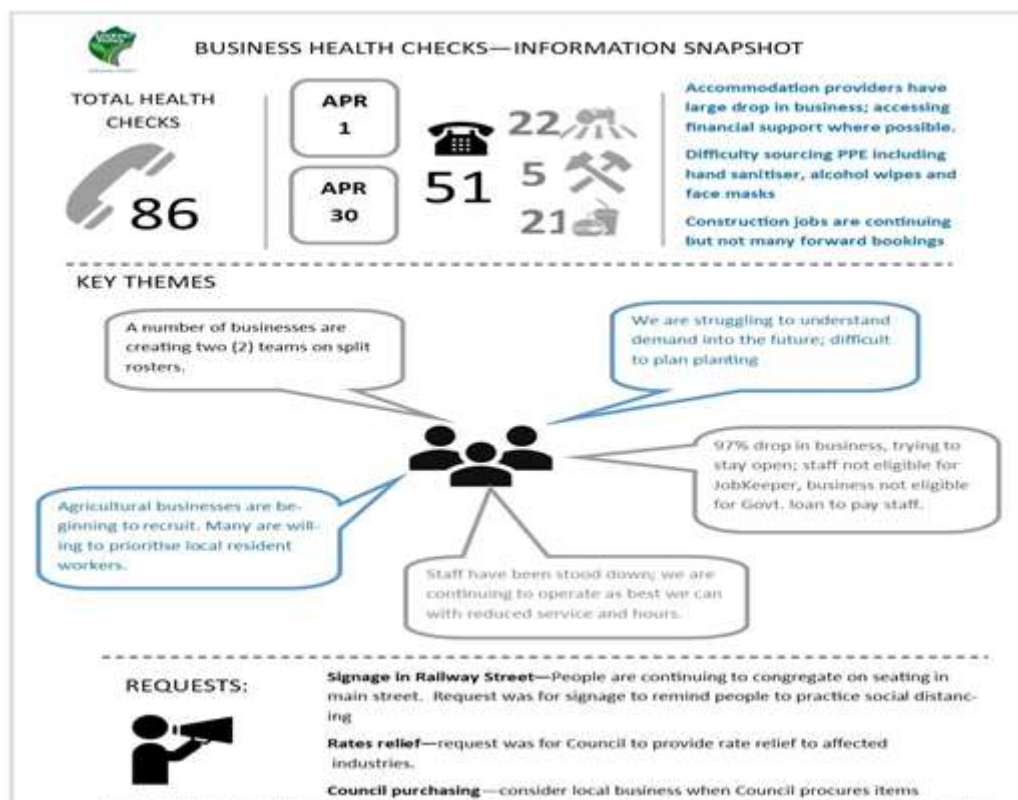 BUSINESS HEALTH CHECKS—INFORMATION SNAPSHOT
TOTAL HEALTH
CHECKS
86
APR
1
APR
30
51
22
5
21
Accommodation providers have
large drop in business; accessing
financial support where possible.
Difficulty sourcing PPE including
hand sanitiser, alcohol wipes and
face masks
Construction jobs are continuing
but not many forward bookings
KEY THEMES
A number of businesses are
creating two (2) teams on split
rosters.
We are struggling to understand
demand into the future; difficult
to plan planting
97% drop in business, trying to
stay open; staff not eligible for
JobKeeper, business not eligible
for Govt. loan to pay staff.
Agricultural businesses are be-
ginning to recruit. Many are will-
ing to prioritise local resident
workers.
Staff have been stood down; we are
continuing to operate as best we can
with reduced service and hours.
REQUESTS:
Signage in Railway Street—People are continuing to congregate on seating in
main street. Request was for signage to remind people to practice social distanc-
ing
Rates relief—request was for Council to provide rate relief to affected
industries.
Council purchasing—consider local business when Council procures items